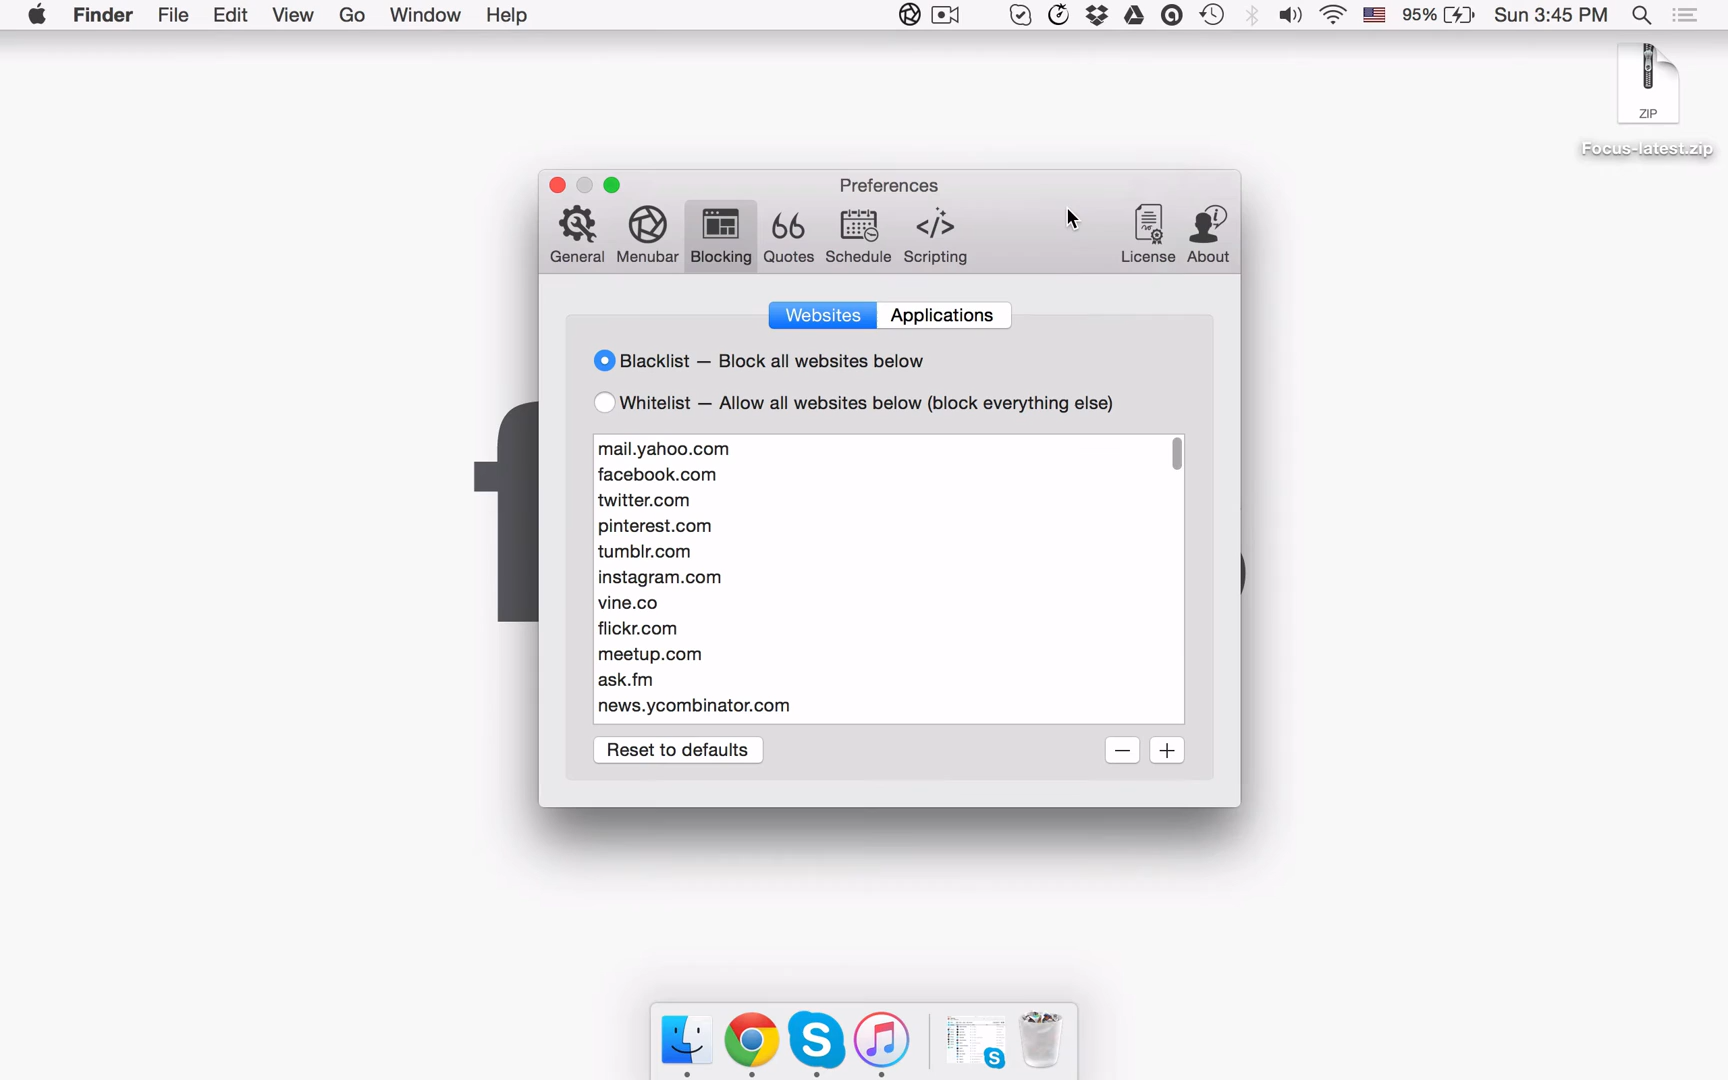 Finder File Edit View Go Window Help 95% Sun 3:45 PM
ZIP
Focus-latest.zip
Preferences
General Menubar Blocking Quotes Schedule Scripting License About
Websites Applications
Blacklist — Block all websites below
Whitelist — Allow all websites below (block everything else)
mail.yahoo.com
facebook.com
twitter.com
pinterest.com
tumblr.com
instagram.com
vine.co
flickr.com
meetup.com
ask.fm
news.ycombinator.com
Reset to defaults